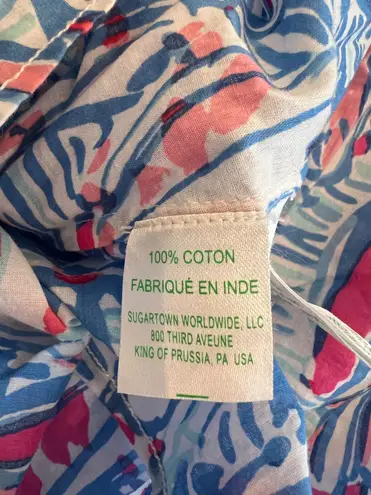 100% COTON
FABRIQUÉ EN INDE
SUGARTOWN WORLDWIDE, LLC
800 THIRD AVEUNE
KING OF PRUSSIA, PA USA